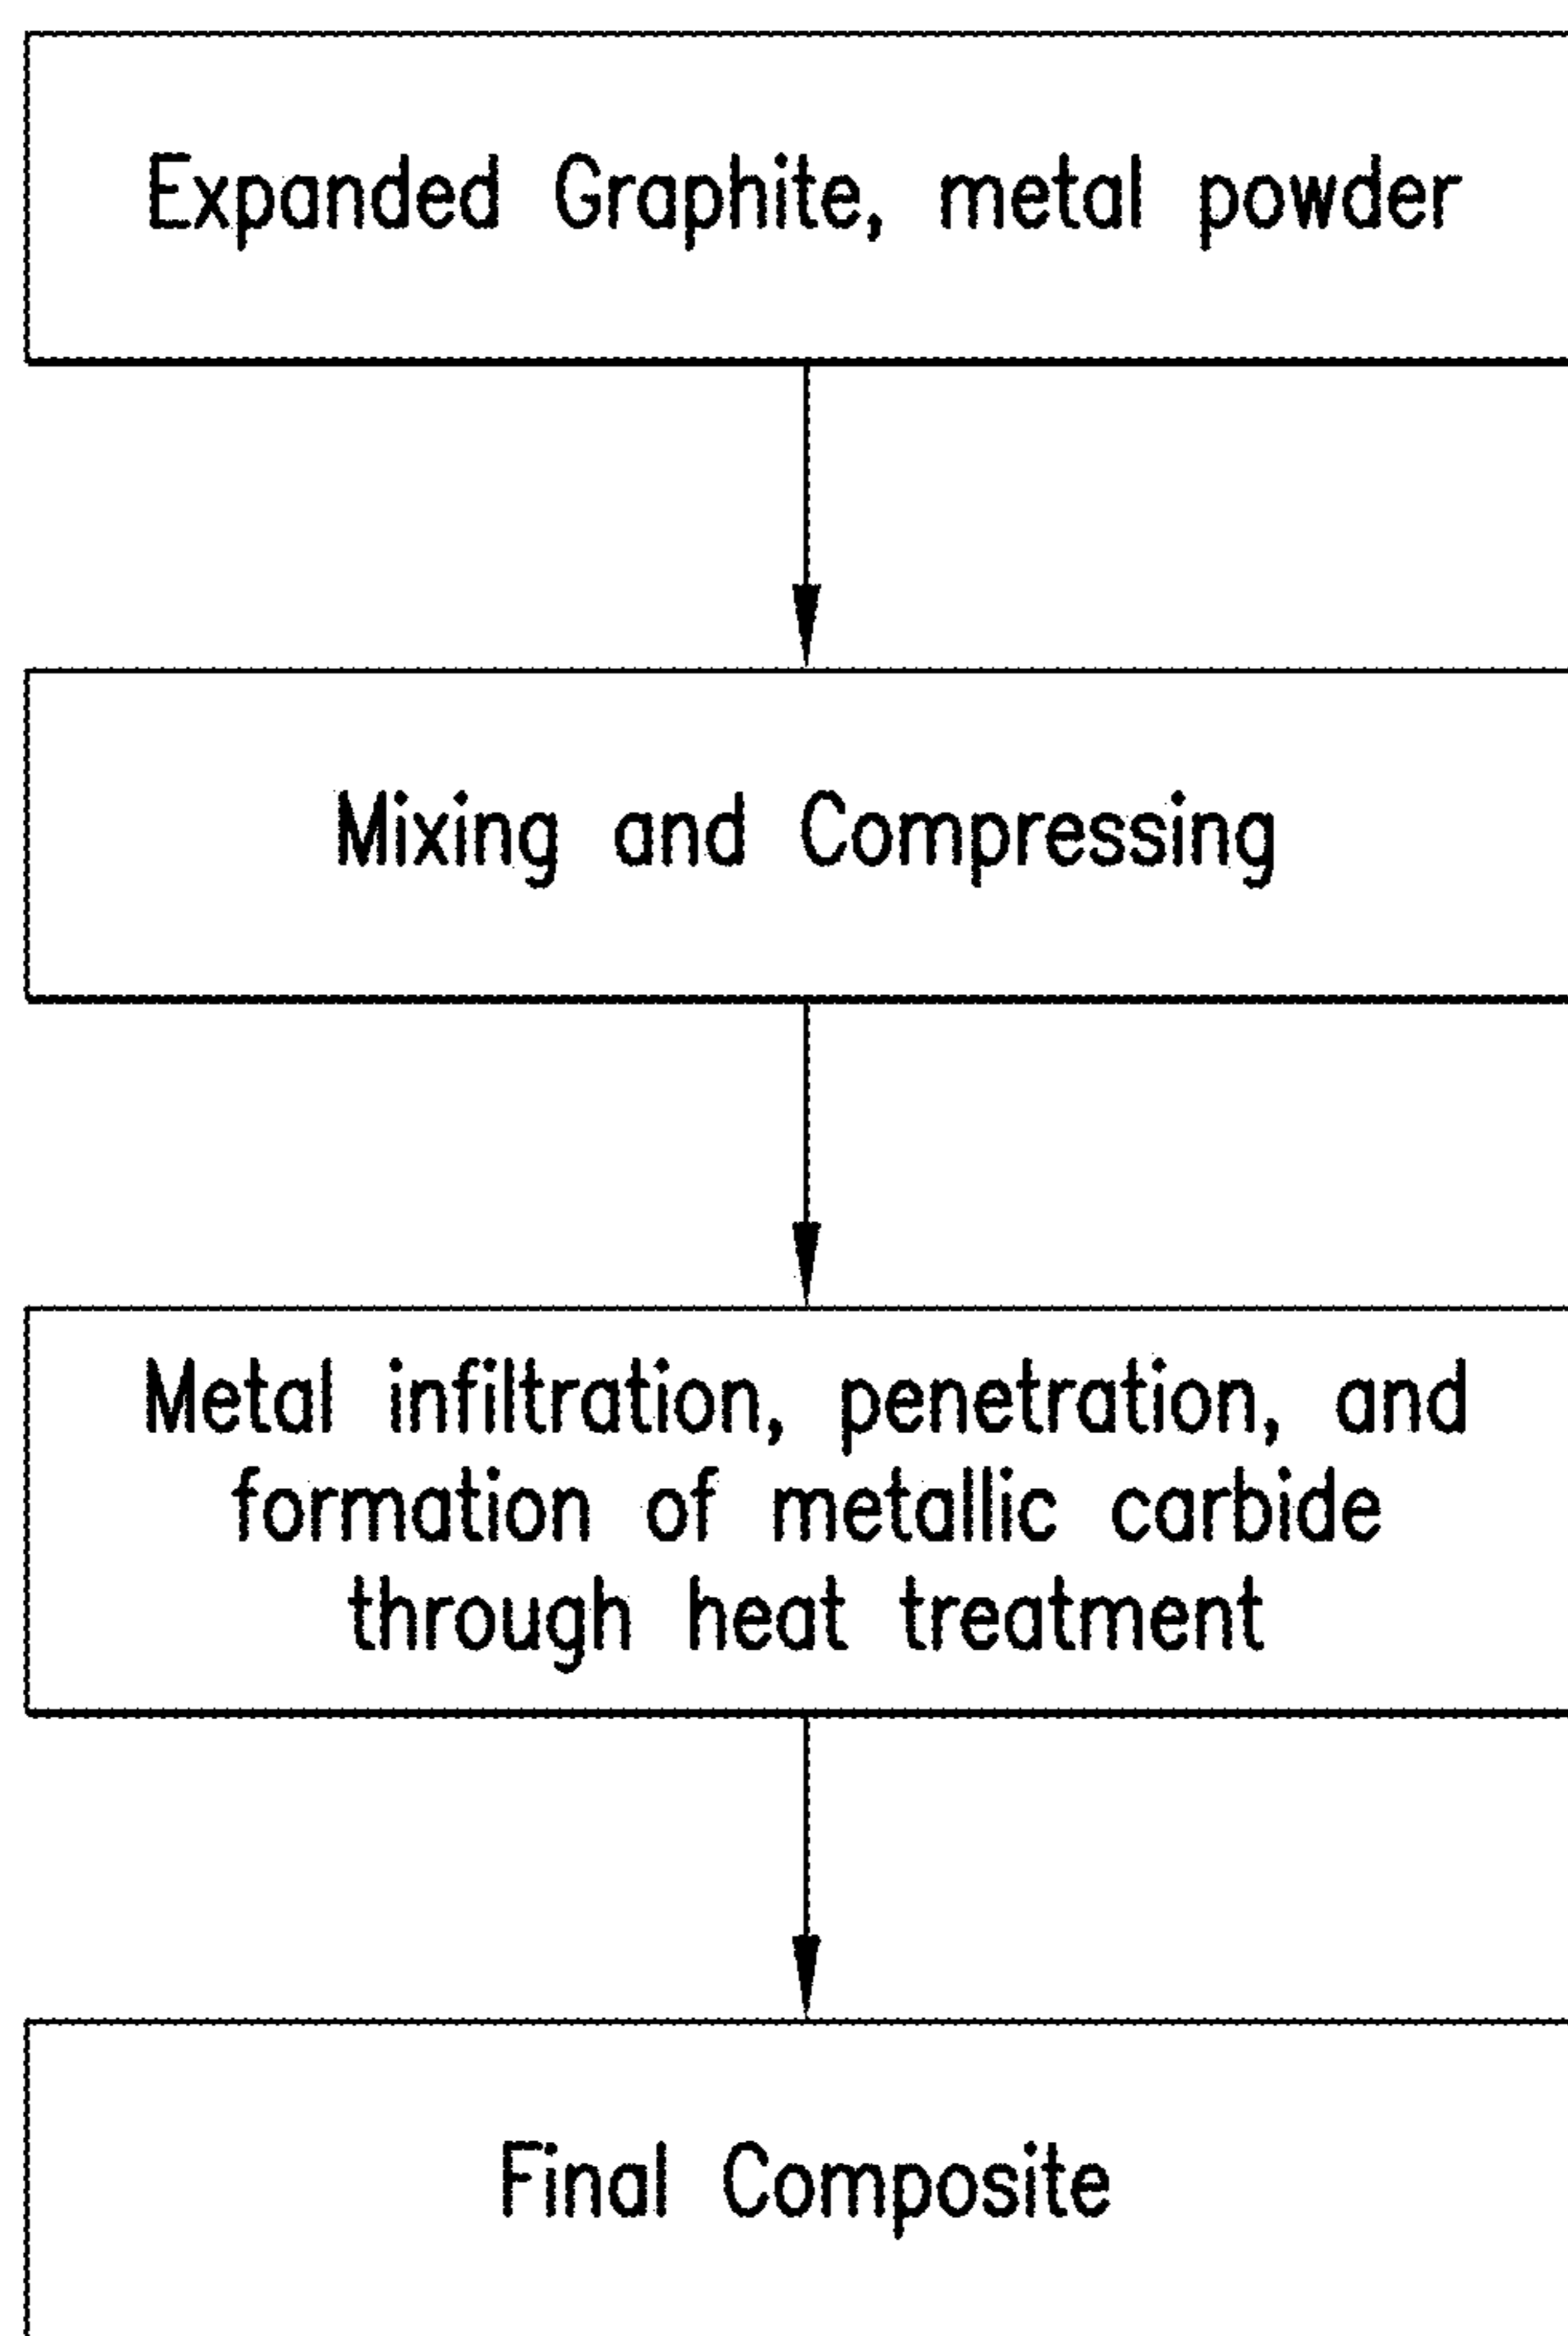 Expanded Graphite, metal powder
Mixing and Compressing
Metal infiltration, penetration, and
formation of metallic carbide
through heat treatment
Final Composite